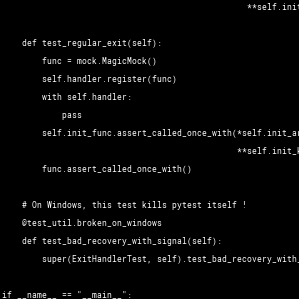 **self.init
def test_regular_exit(self):
func = mock.MagicMock()
self.handler.register(func)
with self.handler:
pass
self.init_func.assert_called_once_with(*self.init_ar
**self.init_k
func.assert_called_once_with()
# On Windows, this test kills pytest itself !
@test_util.broken_on_windows
def test_bad_recovery_with_signal(self):
super(ExitHandlerTest, self).test_bad_recovery_with_
if __name__ == "__main__":